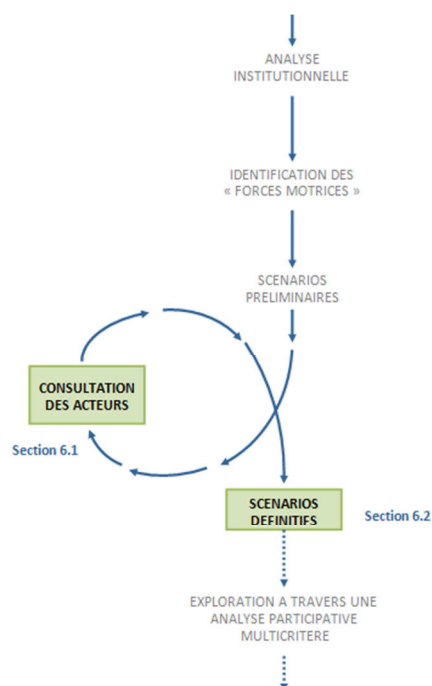 ANALYSE
INSTITUTIONNELLE
IDENTIFICATION DES
« FORCES MOTRICES »
SCENARIOS
PRELIMINAIRES
CONSULTATION
DES ACTEURS
Section 6.1
SCENARIOS
DEFINITIFS
Section 6.2
EXPLORATION A TRAVERS UNE
ANALYSE PARTICIPATIVE
MULTICRITERE